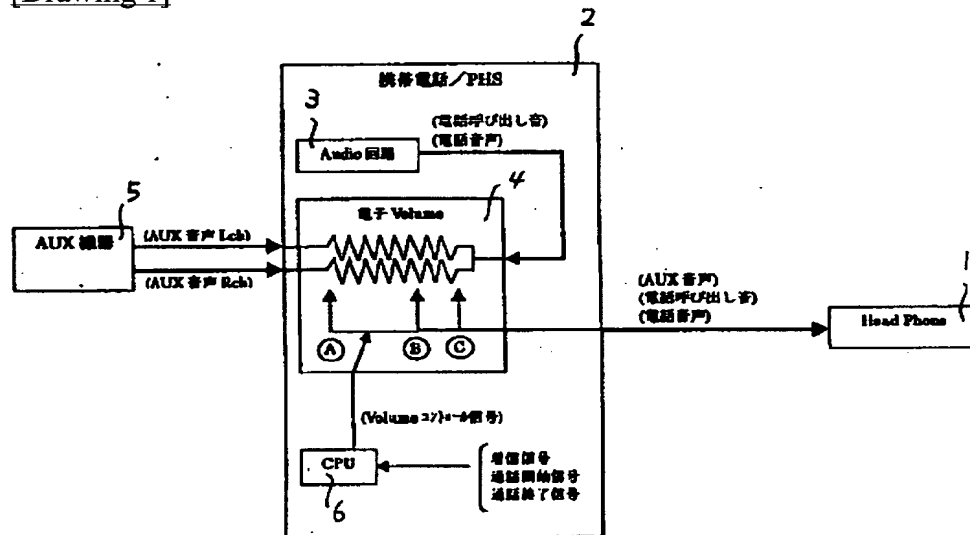 [Drawing 1]
2
携帯電話/PHS
3
(電話呼び出し音)
(電話音声)
Audio 回路
4
電子 Volume
5
AUX 機器
(AUX 音声 Lch)
(AUX 音声 Rch)
A
B
C
1
(AUX 音声)
(電話呼び出し音)
(電話音声)
Head Phone
(Volume コントロール信号)
CPU
6
着信信号
通話開始信号
通話終了信号